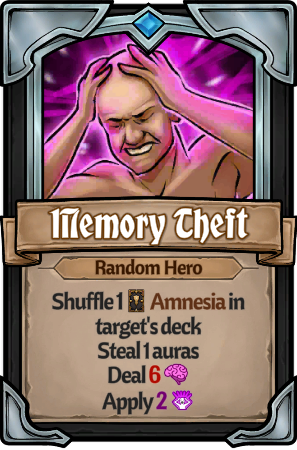 Memory Theft
Random Hero
Shuffle 1 Amnesia in
target's deck
Steal 1 auras
Deal 6
Apply 2